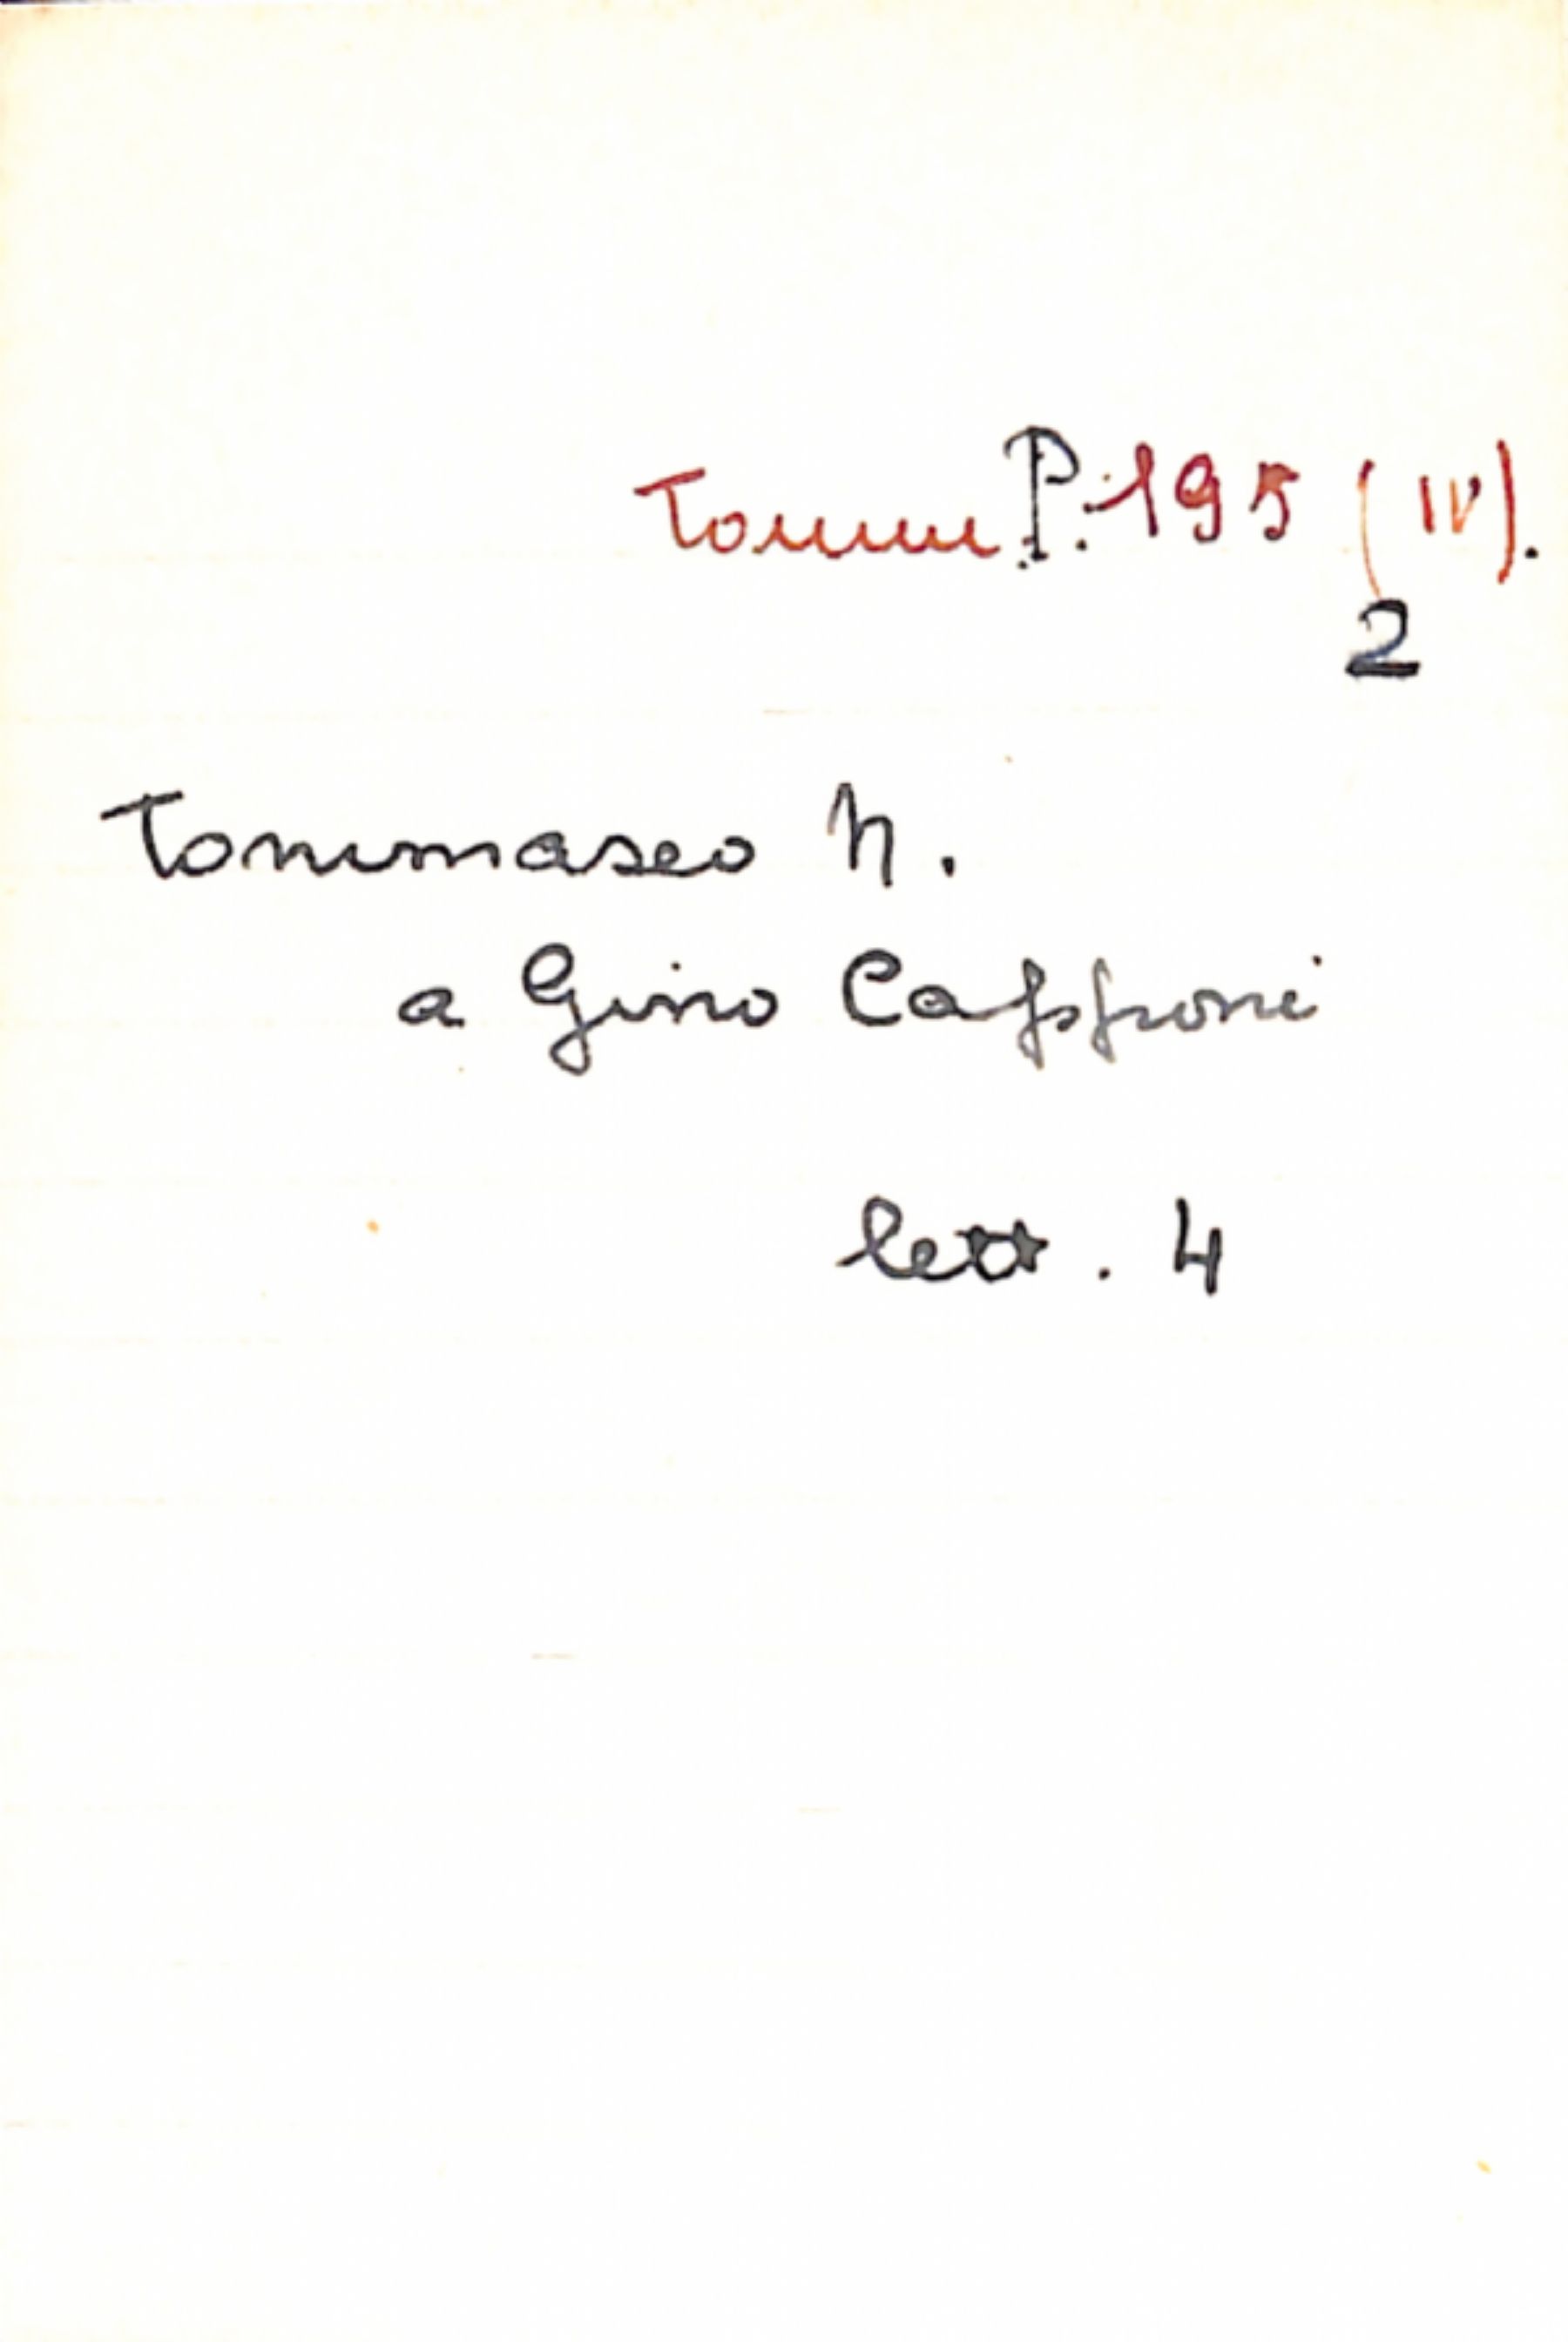 Tomm. P. 195 (IV).
2
Tommaseo N.
a Gino Capponi
lett. 4